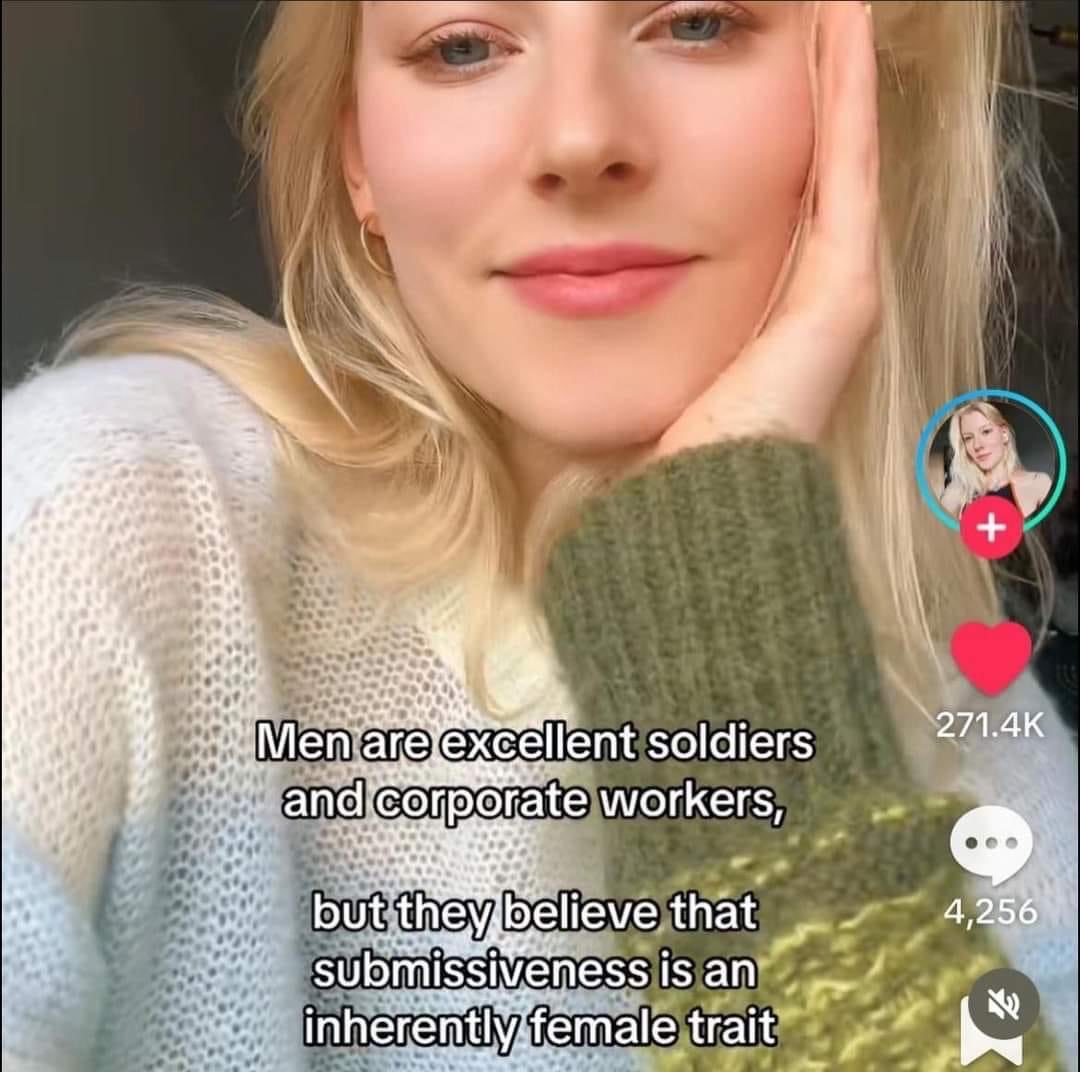 Men are excellent soldiers
and corporate workers,
but they believe that
submissiveness is an
inherently female trait
271.4K
4,256